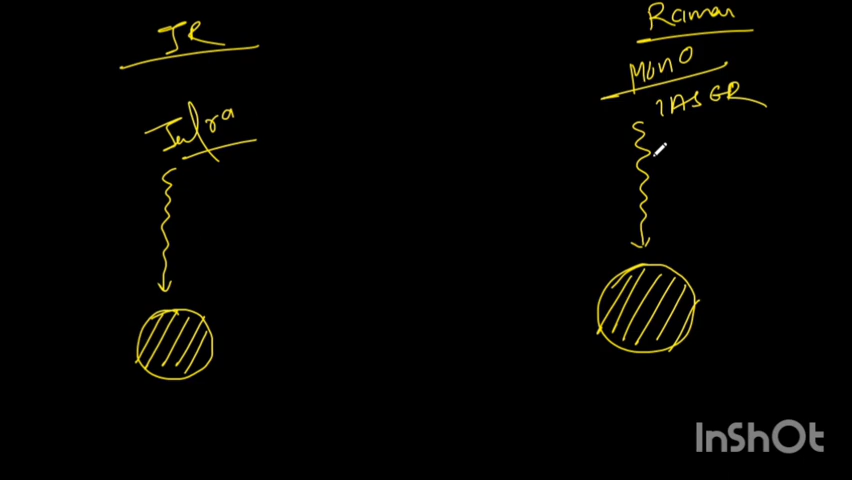 IR
Infra
Raman
Mono
LASER
InShOt